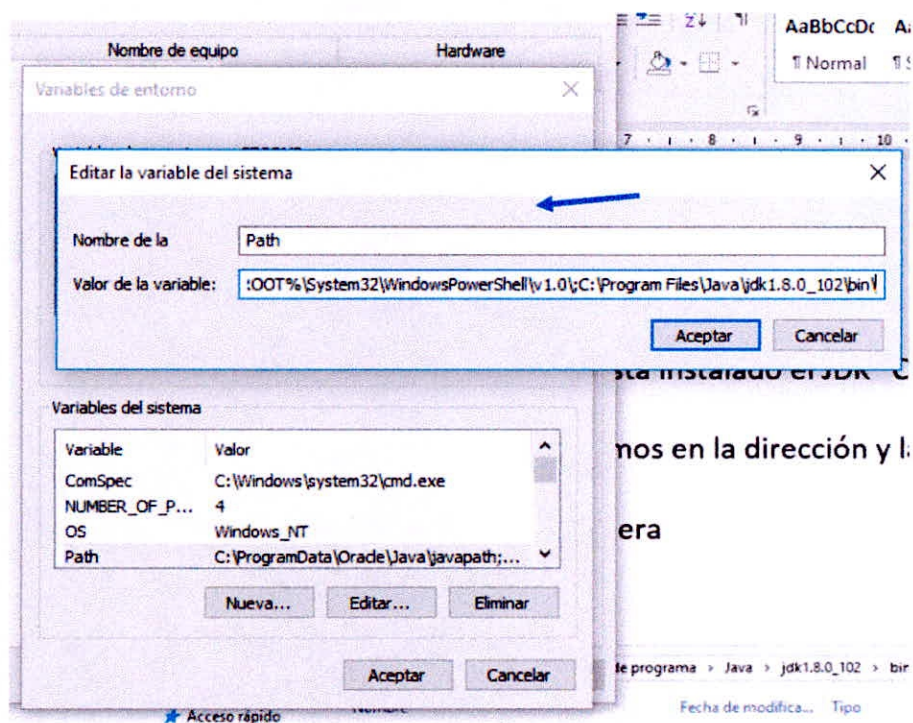 Nombre de equipo
Hardware
AaBbCcDc
¶ Normal
Variables de entorno
7 · 8 · 9 · 10
Editar la variable del sistema
Nombre de la
Path
Valor de la variable:
:OOT%\System32\WindowsPowerShell\v1.0\;C:\Program Files\Java\jdk1.8.0_102\bin\
Aceptar
Cancelar
instalado el JDK "C
Variables del sistema
Variable
Valor
ComSpec
C:\Windows\system32\cmd.exe
NUMBER_OF_P...
4
OS
Windows_NT
Path
C:\ProgramData\Oracle\Java\javapath;...
mos en la dirección y
era
Nueva...
Editar...
Eliminar
Aceptar
Cancelar
de programa > Java > jdk1.8.0_102 > bin
Acceso rápido
Fecha de modifica...
Tipo